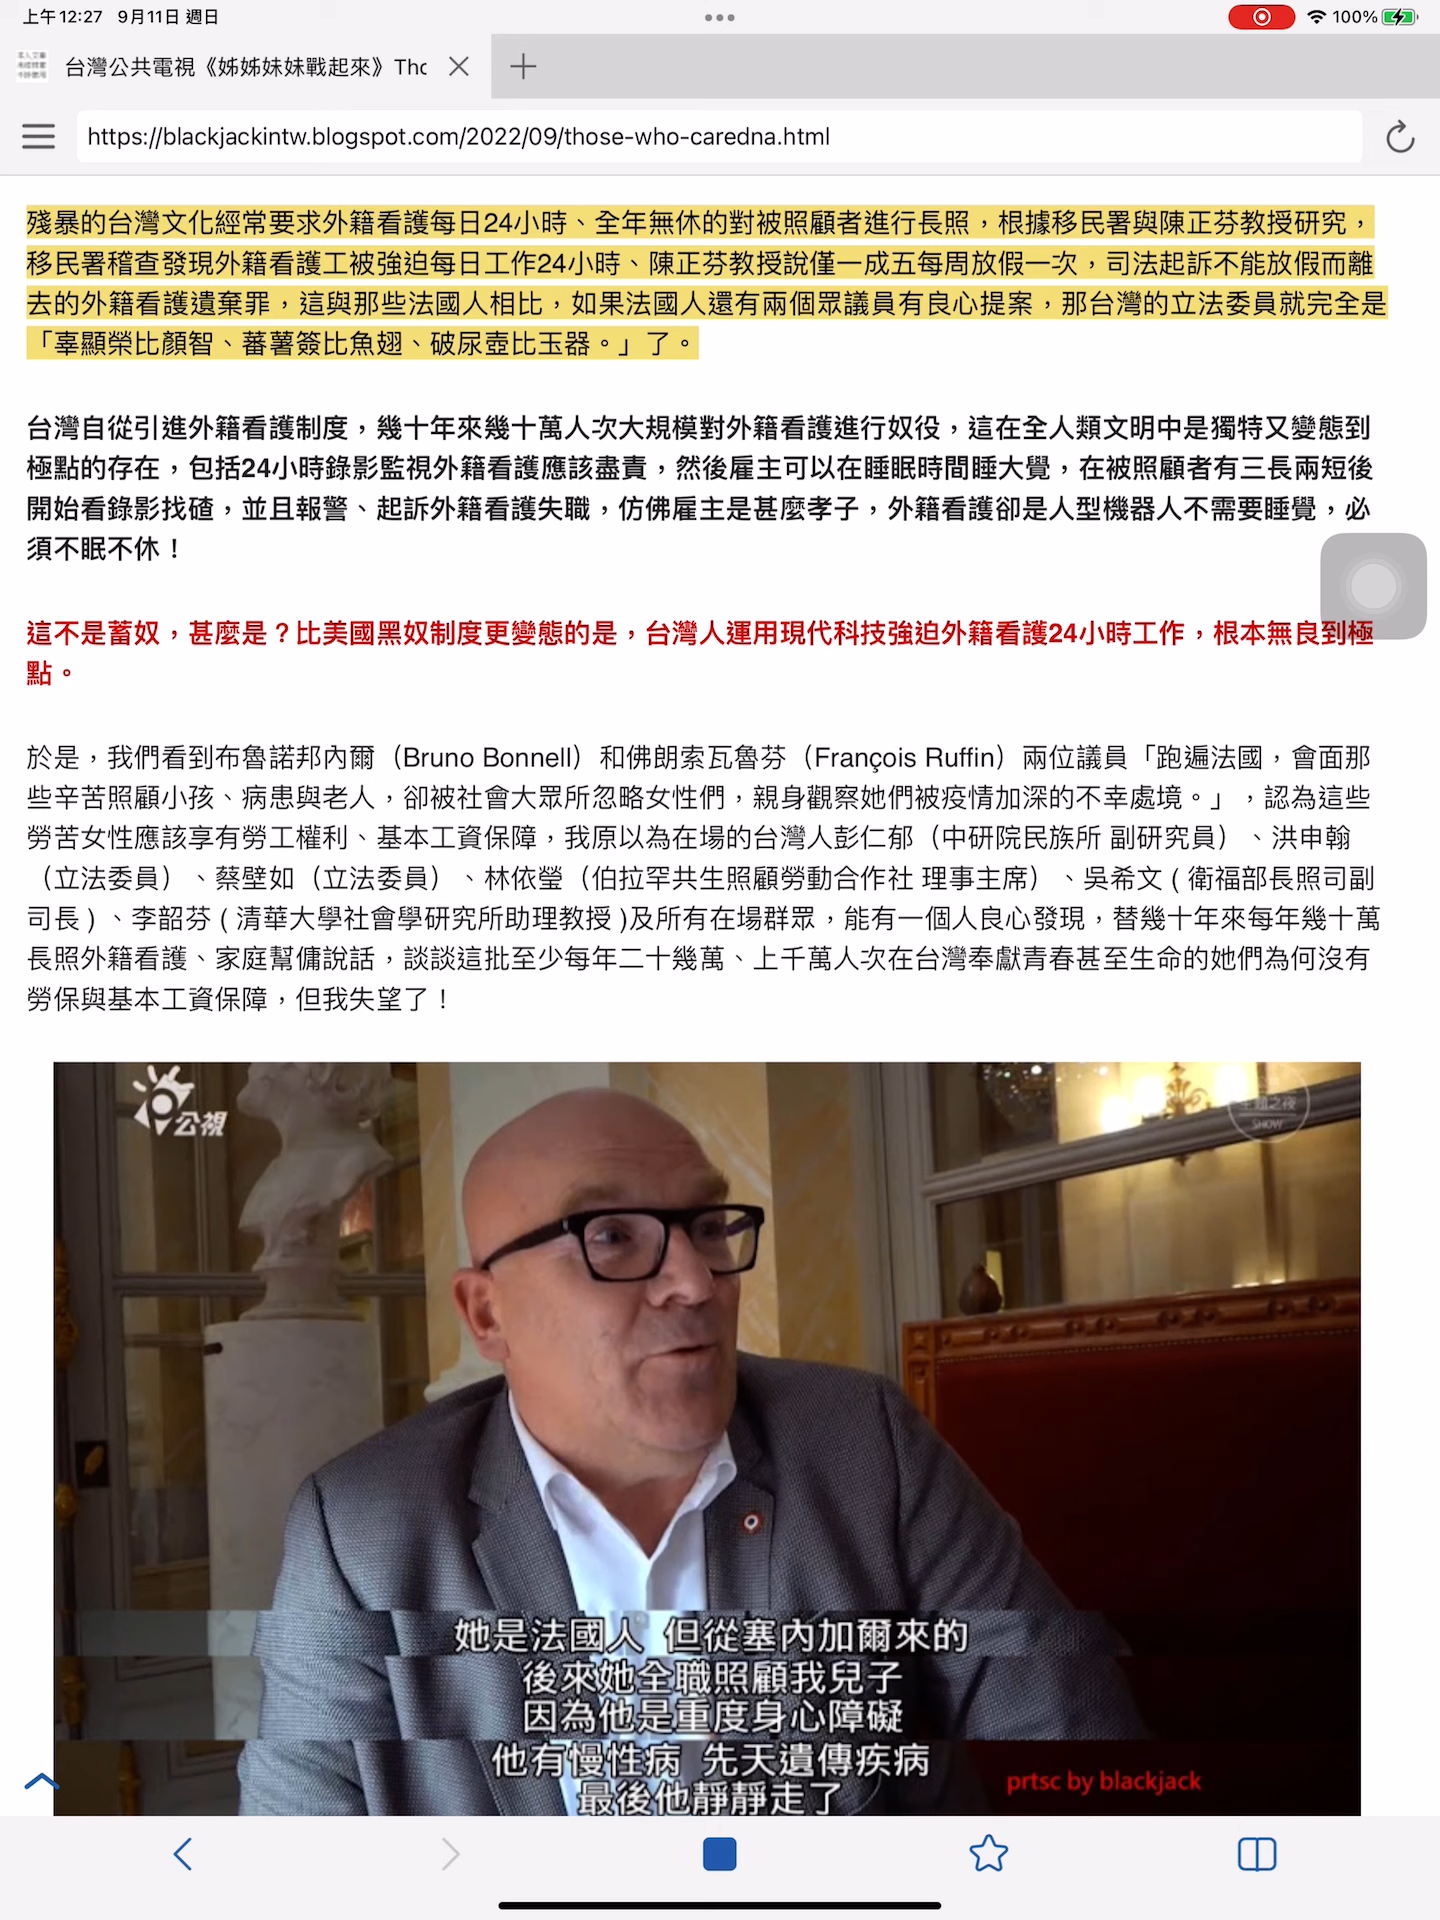 上午12:27 9月11日 週日
100%
台灣公共電視《姊姊妹妹戰起來》Thc
https://blackjackintw.blogspot.com/2022/09/those-who-caredna.html
殘暴的台灣文化經常要求外籍看護每日24小時、全年無休的對被照顧者進行長照，根據移民署與陳正芬教授研究，
移民署稽查發現外籍看護工被強迫每日工作24小時、陳正芬教授說僅一成五每周放假一次，司法起訴不能放假而離
去的外籍看護遺棄罪，這與那些法國人相比，如果法國人還有兩個眾議員有良心提案，那台灣的立法委員就完全是
「辜顯榮比顏智、蕃薯簽比魚翅、破尿壺比玉器。」了。
台灣自從引進外籍看護制度，幾十年來幾十萬人次大規模對外籍看護進行奴役，這在全人類文明中是獨特又變態到
極點的存在，包括24小時錄影監視外籍看護應該盡責，然後雇主可以在睡眠時間睡大覺，在被照顧者有三長兩短後
開始看錄影找碴，並且報警、起訴外籍看護失職，仿佛雇主是甚麼孝子，外籍看護卻是人型機器人不需要睡覺，必
須不眠不休！
這不是蓄奴，甚麼是？比美國黑奴制度更變態的是，台灣人運用現代科技強迫外籍看護24小時工作，根本無良到極
點。
於是，我們看到布魯諾邦內爾（Bruno Bonnell）和佛朗索瓦魯芬（François Ruffin）兩位議員「跑遍法國，會面那
些辛苦照顧小孩、病患與老人，卻被社會大眾所忽略女性們，親身觀察她們被疫情加深的不幸處境。」，認為這些
勞苦女性應該享有勞工權利、基本工資保障，我原以為在場的台灣人彭仁郁（中研院民族所 副研究員）、洪申翰
（立法委員）、蔡壁如（立法委員）、林依瑩（伯拉罕共生照顧勞動合作社 理事主席）、吳希文 ( 衛福部長照司副
司長 ) 、李韶芬 ( 清華大學社會學研究所助理教授 )及所有在場群眾，能有一個人良心發現，替幾十年來每年幾十萬
長照外籍看護、家庭幫傭說話，談談這批至少每年二十幾萬、上千萬人次在台灣奉獻青春甚至生命的她們為何沒有
勞保與基本工資保障，但我失望了！
公視
主題之夜
SHOW
她是法國人 但從塞內加爾來的
後來她全職照顧我兒子
因為他是重度身心障礙
他有慢性病 先天遺傳疾病
最後他靜靜走了
prtsc by blackjack